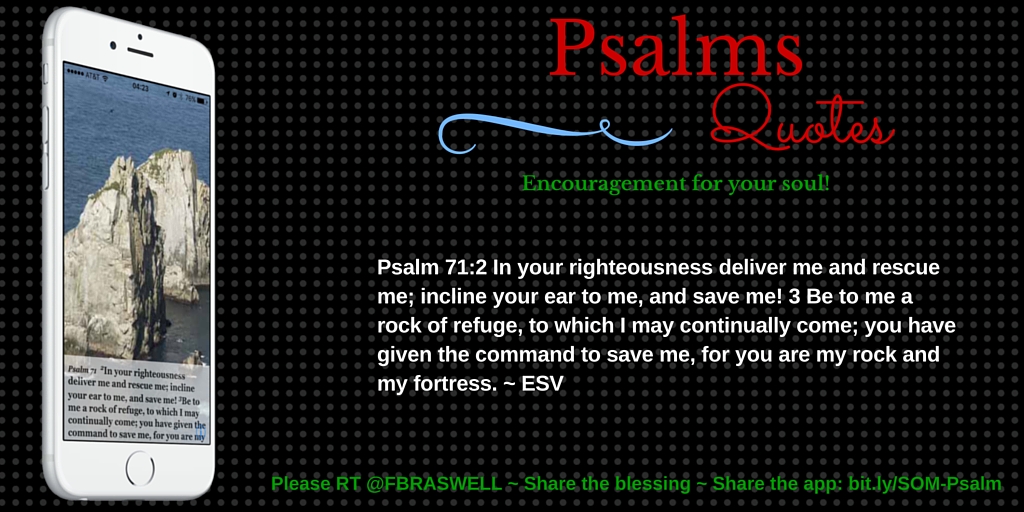 ●●●●● AT&T
04:23
76%
Psalm 71 ²In your righteousness
deliver me and rescue me; incline
your ear to me, and save me! ³Be to
me a rock of refuge, to which I may
continually come; you have given the
command to save me, for you are my
Psalms
Quotes
Encouragement for your soul!
Psalm 71:2 In your righteousness deliver me and rescue
me; incline your ear to me, and save me! 3 Be to me a
rock of refuge, to which I may continually come; you have
given the command to save me, for you are my rock and
my fortress. ~ ESV
Please RT @FBRASWELL ~ Share the blessing ~ Share the app: bit.ly/SOM-Psalm